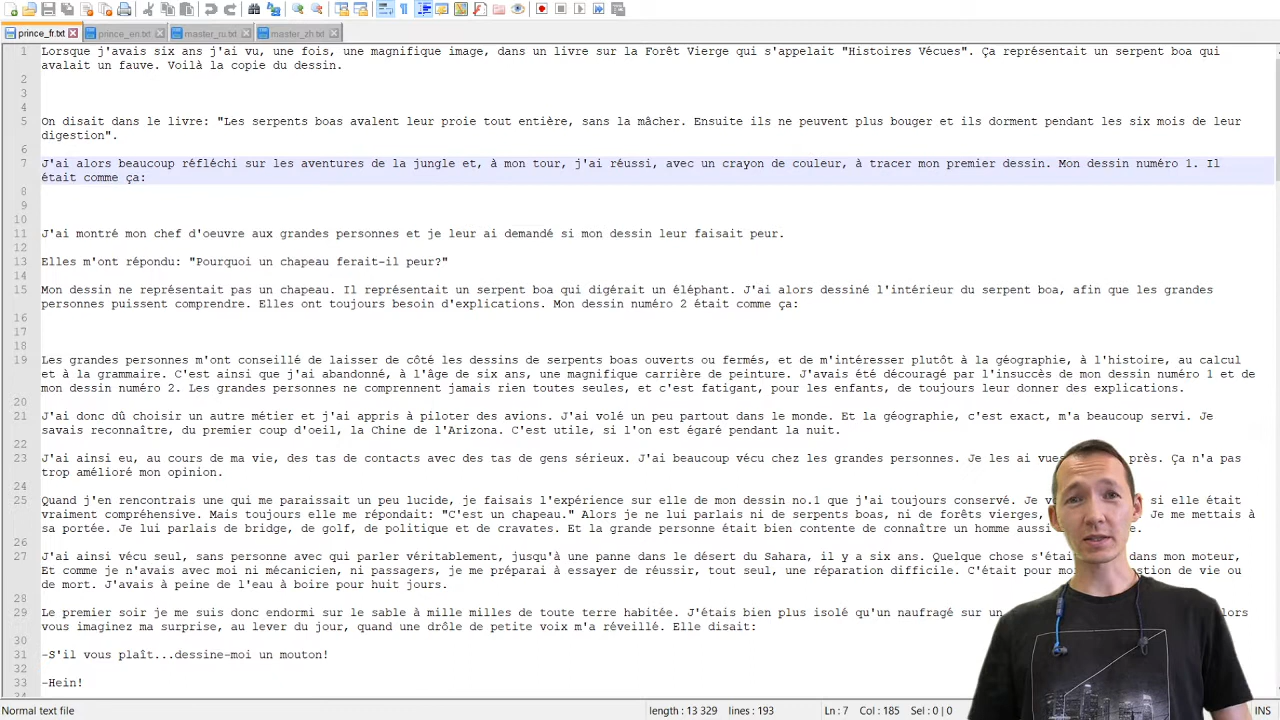 prince_fr.txt
prince_en.txt
master_ru.txt
master_zh.txt
1 Lorsque j'avais six ans j'ai vu, une fois, une magnifique image, dans un livre sur la Forêt Vierge qui s'appelait "Histoires Vécues". Ça représentait un serpent boa qui
avalait un fauve. Voilà la copie du dessin.
2
3
4
5 On disait dans le livre: "Les serpents boas avalent leur proie tout entière, sans la mâcher. Ensuite ils ne peuvent plus bouger et ils dorment pendant les six mois de leur
digestion".
6
7 J'ai alors beaucoup réfléchi sur les aventures de la jungle et, à mon tour, j'ai réussi, avec un crayon de couleur, à tracer mon premier dessin. Mon dessin numéro 1. Il
était comme ça:
8
9
10
11 J'ai montré mon chef d'oeuvre aux grandes personnes et je leur ai demandé si mon dessin leur faisait peur.
12
13 Elles m'ont répondu: "Pourquoi un chapeau ferait-il peur?"
14
15 Mon dessin ne représentait pas un chapeau. Il représentait un serpent boa qui digérait un éléphant. J'ai alors dessiné l'intérieur du serpent boa, afin que les grandes
personnes puissent comprendre. Elles ont toujours besoin d'explications. Mon dessin numéro 2 était comme ça:
16
17
18
19 Les grandes personnes m'ont conseillé de laisser de côté les dessins de serpents boas ouverts ou fermés, et de m'intéresser plutôt à la géographie, à l'histoire, au calcul
et à la grammaire. C'est ainsi que j'ai abandonné, à l'âge de six ans, une magnifique carrière de peinture. J'avais été découragé par l'insuccès de mon dessin numéro 1 et de
mon dessin numéro 2. Les grandes personnes ne comprennent jamais rien toutes seules, et c'est fatigant, pour les enfants, de toujours leur donner des explications.
20
21 J'ai donc dû choisir un autre métier et j'ai appris à piloter des avions. J'ai volé un peu partout dans le monde. Et la géographie, c'est exact, m'a beaucoup servi. Je
savais reconnaître, du premier coup d'oeil, la Chine de l'Arizona. C'est utile, si l'on est égaré pendant la nuit.
22
23 J'ai ainsi eu, au cours de ma vie, des tas de contacts avec des tas de gens sérieux. J'ai beaucoup vécu chez les grandes personnes. Je les ai vues près. Ça n'a pas
trop amélioré mon opinion.
24
25 Quand j'en rencontrais une qui me paraissait un peu lucide, je faisais l'expérience sur elle de mon dessin no.1 que j'ai toujours conservé. Je si elle était
vraiment compréhensive. Mais toujours elle me répondait: "C'est un chapeau." Alors je ne lui parlais ni de serpents boas, ni de forêts vierges, Je me mettais à
sa portée. Je lui parlais de bridge, de golf, de politique et de cravates. Et la grande personne était bien contente de connaître un homme aussi
26
27 J'ai ainsi vécu seul, sans personne avec qui parler véritablement, jusqu'à une panne dans le désert du Sahara, il y a six ans. Quelque chose s'était dans mon moteur,
Et comme je n'avais avec moi ni mécanicien, ni passagers, je me préparai à essayer de réussir, tout seul, une réparation difficile. C'était pour de vie ou
de mort. J'avais à peine de l'eau à boire pour huit jours.
28
29 Le premier soir je me suis donc endormi sur le sable à mille milles de toute terre habitée. J'étais bien plus isolé qu'un naufragé sur
vous imaginez ma surprise, au lever du jour, quand une drôle de petite voix m'a réveillé. Elle disait:
30
31 -S'il vous plaît...dessine-moi un mouton!
32
33 -Hein!
Normal text file length : 13 329 lines : 193 Ln : 7 Col : 185 Sel : 0 | 0 INS